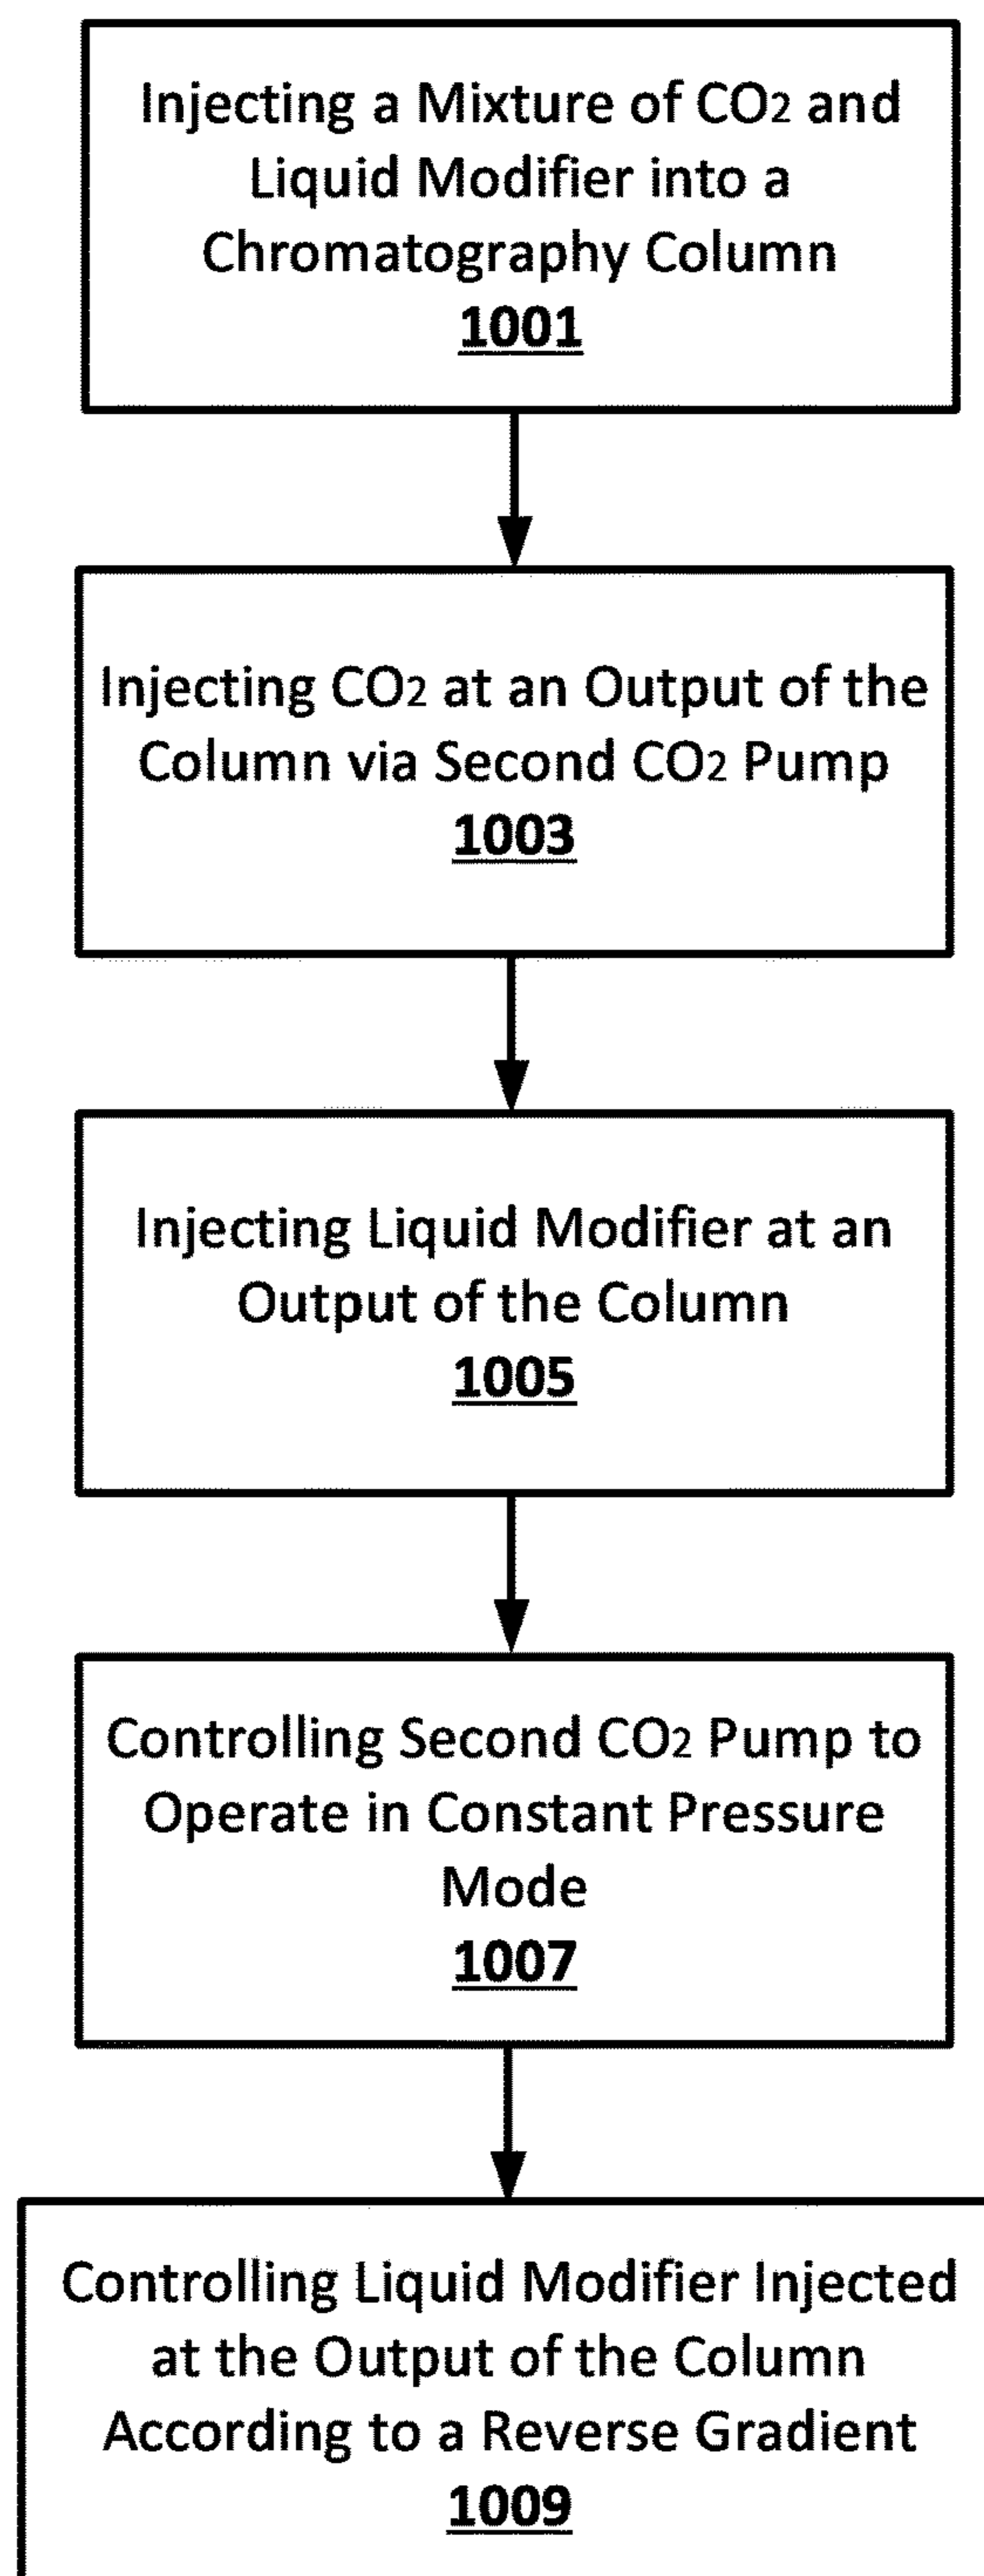 Injecting a Mixture of CO2 and
Liquid Modifier into a
Chromatography Column
1001
Injecting CO2 at an Output of the
Column via Second CO2 Pump
1003
Injecting Liquid Modifier at an
Output of the Column
1005
Controlling Second CO2 Pump to
Operate in Constant Pressure
Mode
1007
Controlling Liquid Modifier Injected
at the Output of the Column
According to a Reverse Gradient
1009